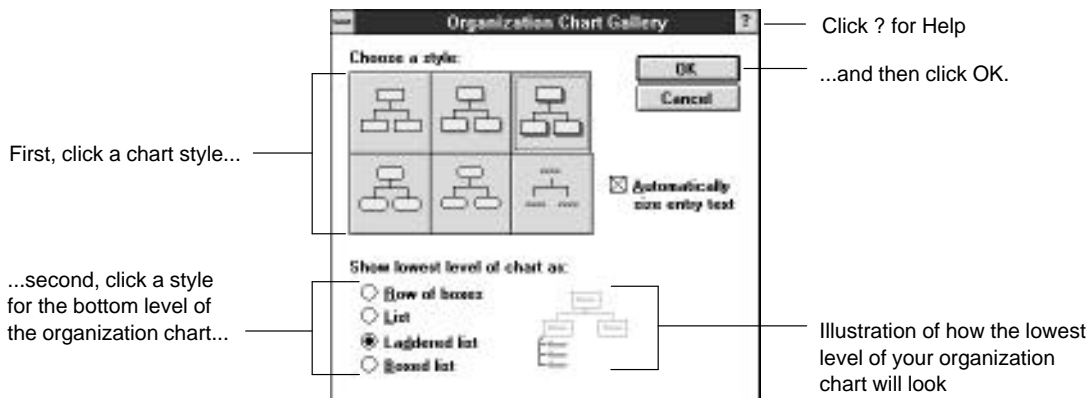 Organization Chart Gallery ?
Click ? for Help
Choose a style:
OK
...and then click OK.
Cancel
First, click a chart style...
Automatically
size entry text
Show lowest level of chart as:
...second, click a style
for the bottom level of
the organization chart...
Row of boxes
List
Laddered list
Boxed list
Illustration of how the lowest
level of your organization
chart will look